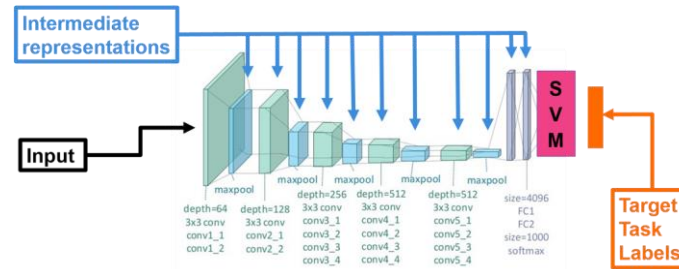 Intermediate
representations
Input
S
V
M
Target
Task
Labels
maxpool
maxpool
maxpool
maxpool
maxpool
depth=64
3x3 conv
conv1_1
conv1_2
depth=128
3x3 conv
conv2_1
conv2_2
depth=256
3x3 conv
conv3_1
conv3_2
conv3_3
conv3_4
depth=512
3x3 conv
conv4_1
conv4_2
conv4_3
conv4_4
depth=512
3x3 conv
conv5_1
conv5_2
conv5_3
conv5_4
size=4096
FC1
FC2
size=1000
softmax